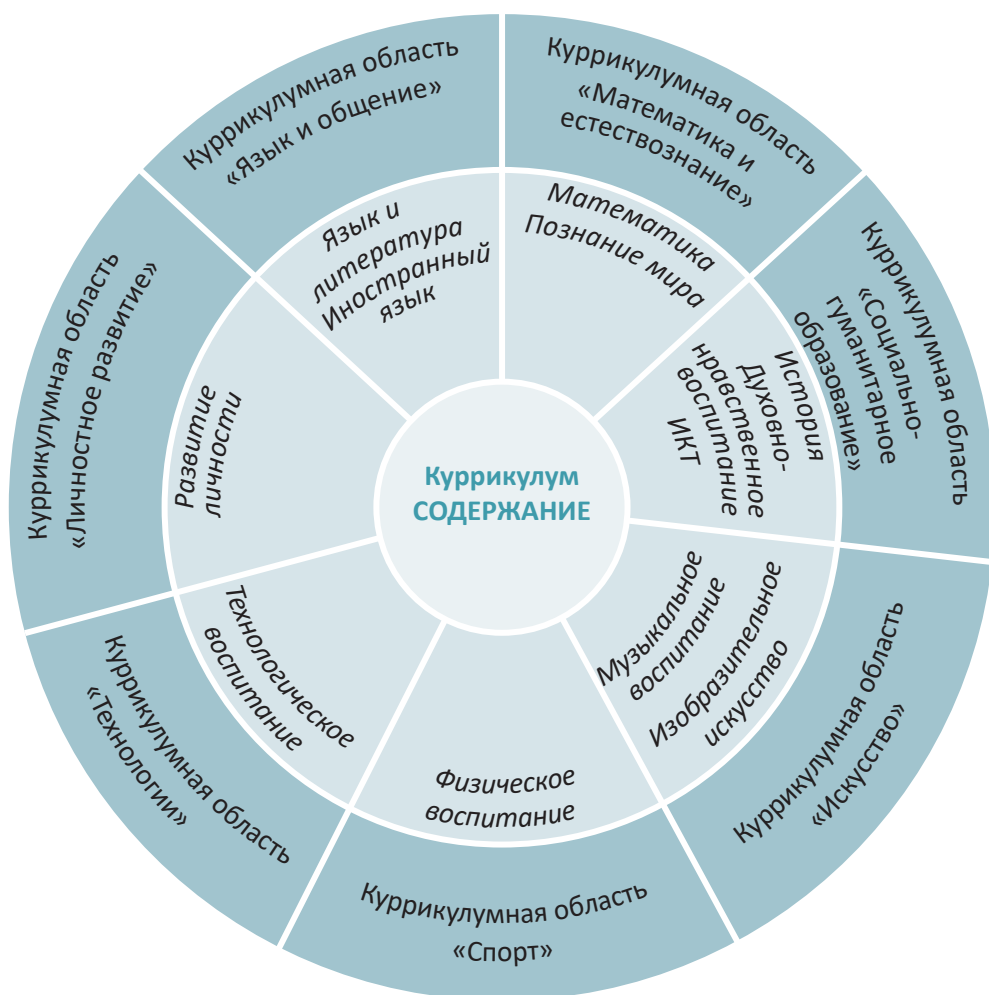 Куррикулумная область
«Язык и общение»
Куррикулумная область
«Математика и
естествознание»
Куррикулумная область
«Социально-
гуманитарное
образование»
Куррикулумная область
«Искусство»
Куррикулумная область
«Спорт»
Куррикулумная область
«Технологии»
Куррикулумная область
«Личностное развитие»
Язык и
литература
Иностранный
язык
Математика
Познание мира
История
Духовно-
нравственное
воспитание
ИКТ
Музыкальное
воспитание
Изобразительное
искусство
Физическое
воспитание
Технологическое
воспитание
Развитие
личности
Куррикулум
СОДЕРЖАНИЕ